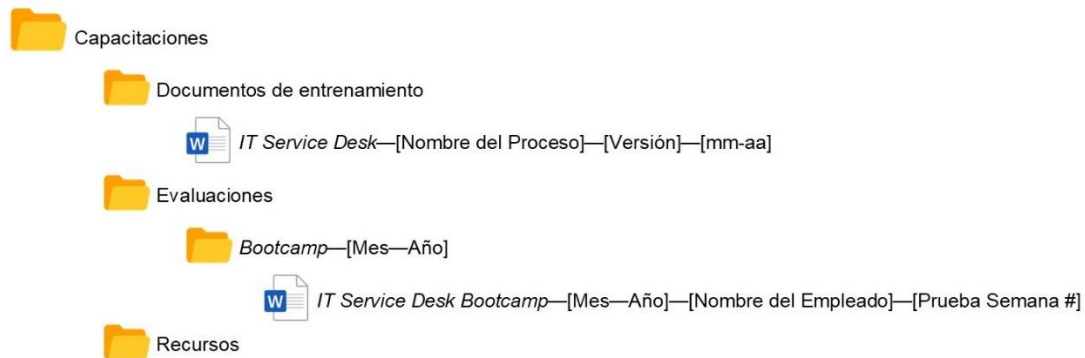 Capacitaciones
Documentos de entrenamiento
W
IT Service Desk—[Nombre del Proceso]—[Versión]—[mm-aa]
Evaluaciones
Bootcamp—[Mes—Año]
W
IT Service Desk Bootcamp—[Mes—Año]—[Nombre del Empleado]—[Prueba Semana #]
Recursos